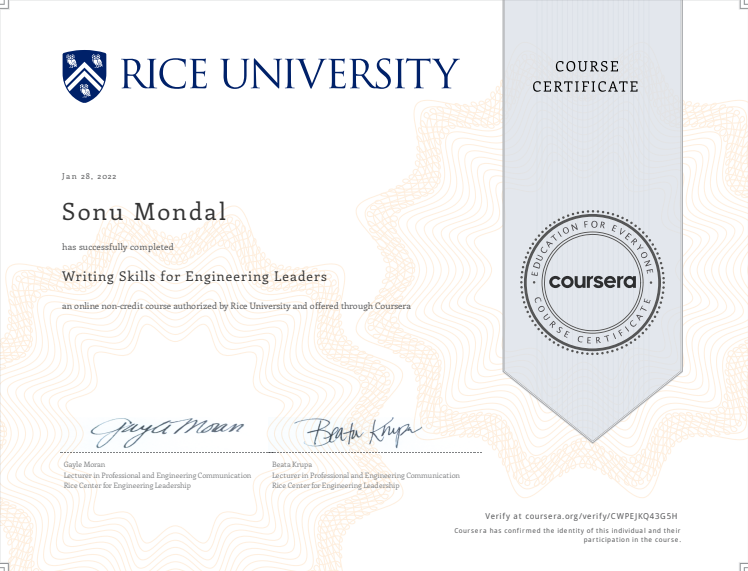 RICE UNIVERSITY
COURSE
CERTIFICATE
Jan 28, 2022
Sonu Mondal
has successfully completed
Writing Skills for Engineering Leaders
an online non-credit course authorized by Rice University and offered through Coursera
EDUCATION FOR EVERYONE
coursera
COURSE CERTIFICATE
Gayle Moran
Beata Krupa
Gayle Moran
Lecturer in Professional and Engineering Communication
Rice Center for Engineering Leadership
Beata Krupa
Lecturer in Professional and Engineering Communication
Rice Center for Engineering Leadership
Verify at coursera.org/verify/CWPEJKQ43G5H
Coursera has confirmed the identity of this individual and their
participation in the course.